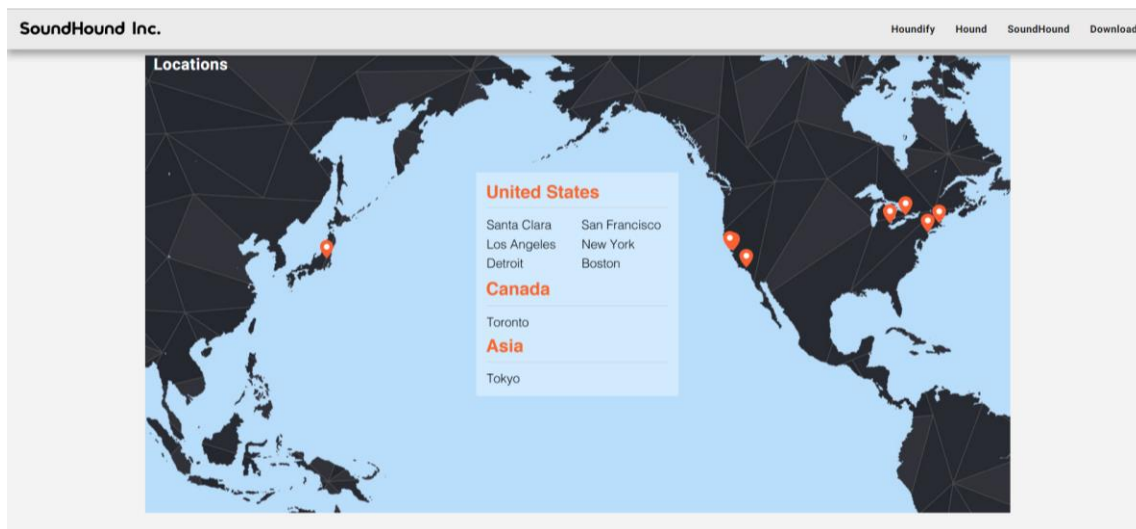 SoundHound Inc.
Houndify Hound SoundHound Download
Locations
United States
Santa Clara San Francisco
Los Angeles New York
Detroit Boston
Canada
Toronto
Asia
Tokyo